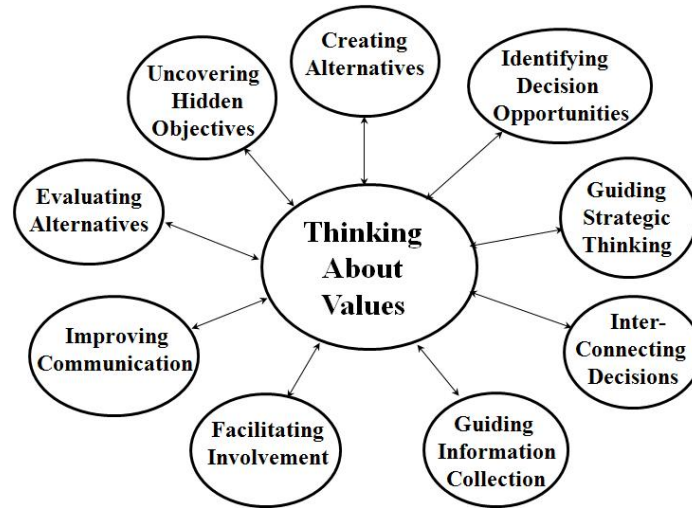 Creating
Alternatives
Identifying
Decision
Opportunities
Uncovering
Hidden
Objectives
Guiding
Strategic
Thinking
Evaluating
Alternatives
Thinking
About
Values
Inter-
Connecting
Decisions
Improving
Communication
Facilitating
Involvement
Guiding
Information
Collection